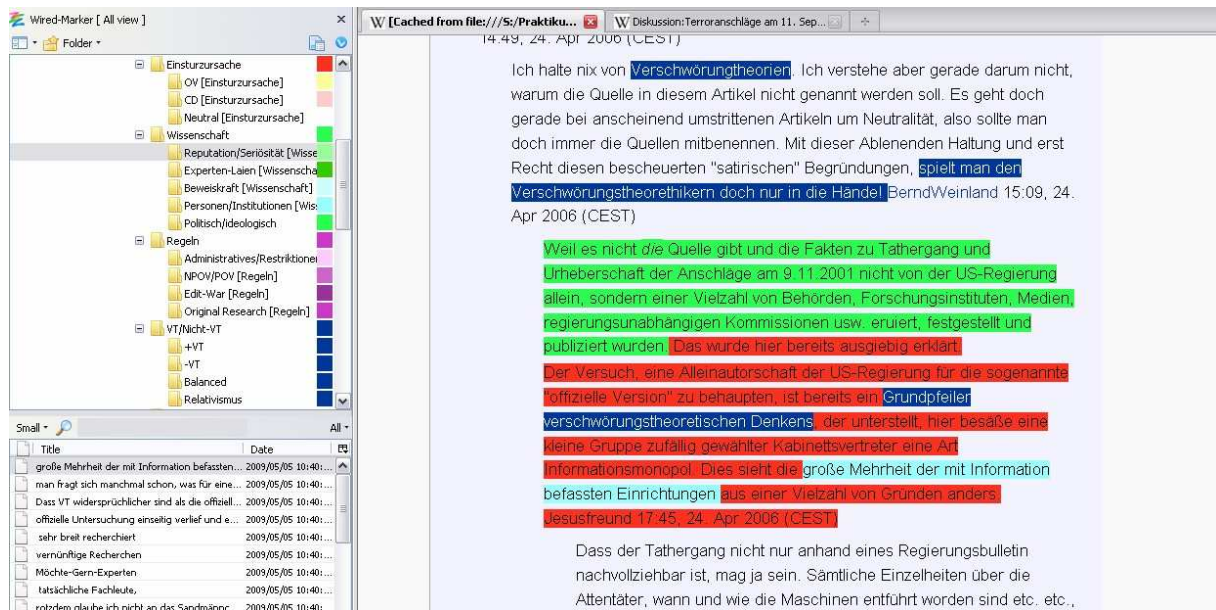 Wired-Marker [ All view ]
Folder
Einsturzursache
OV [Einsturzursache]
CD [Einsturzursache]
Neutral [Einsturzursache]
Wissenschaft
Reputation/Seriösität [Wisse
Experten-Laien [Wissenscha
Beweiskraft [Wissenschaft]
Personen/Institutionen [Wis
Politisch/ideologisch
Regeln
Administratives/Restriktione
NPOV/POV [Regeln]
Edit-War [Regeln]
Original Research [Regeln]
VT/Nicht-VT
+VT
-VT
Balanced
Relativismus
Small
All
Title Date
große Mehrheit der mit Information befassten... 2009/05/05 10:40:...
man fragt sich manchmal schon, was für eine... 2009/05/05 10:40:...
Dass VT widersprüchlicher sind als die offiziell... 2009/05/05 10:40:...
offizielle Untersuchung einseitig verlief und e... 2009/05/05 10:40:...
sehr breit recherchiert 2009/05/05 10:40:...
vernünftige Recherchen 2009/05/05 10:40:...
Möchte-Gern-Experten 2009/05/05 10:40:...
tatsächliche Fachleute, 2009/05/05 10:40:...
rotzdem glaube ich nicht an das Sandmännc 2009/05/05 10:40:
W [Cached from file:///S:/Praktiku...
W Diskussion:Terroranschläge am 11. Sep...
14:49, 24. Apr 2006 (CEST)
Ich halte nix von Verschwörungtheorien. Ich verstehe aber gerade darum nicht,
warum die Quelle in diesem Artikel nicht genannt werden soll. Es geht doch
gerade bei anscheinend umstrittenen Artikeln um Neutralität, also sollte man
doch immer die Quellen mitbenennen. Mit dieser Ablenenden Haltung und erst
Recht diesen bescheuerten "satirischen" Begründungen, spielt man den
Verschwörungstheorethikern doch nur in die Hände! BerndWeinland 15:09, 24.
Apr 2006 (CEST)
Weil es nicht die Quelle gibt und die Fakten zu Tathergang und
Urheberschaft der Anschläge am 9.11.2001 nicht von der US-Regierung
allein, sondern einer Vielzahl von Behörden, Forschungsinstituten, Medien,
regierungsunabhängigen Kommissionen usw. eruiert, festgestellt und
publiziert wurden. Das wurde hier bereits ausgiebig erklärt.
Der Versuch, eine Alleinautorschaft der US-Regierung für die sogenannte
"offizielle Version" zu behaupten, ist bereits ein Grundpfeiler
verschwörungstheoretischen Denkens, der unterstellt, hier besäße eine
kleine Gruppe zufällig gewählter Kabinettsvertreter eine Art
Informationsmonopol. Dies sieht die große Mehrheit der mit Information
befassten Einrichtungen aus einer Vielzahl von Gründen anders.
Jesusfreund 17:45, 24. Apr 2006 (CEST)
Dass der Tathergang nicht nur anhand eines Regierungsbulletin
nachvollziehbar ist, mag ja sein. Sämtliche Einzelheiten über die
Attentäter, wann und wie die Maschinen entführt worden sind etc. etc.,